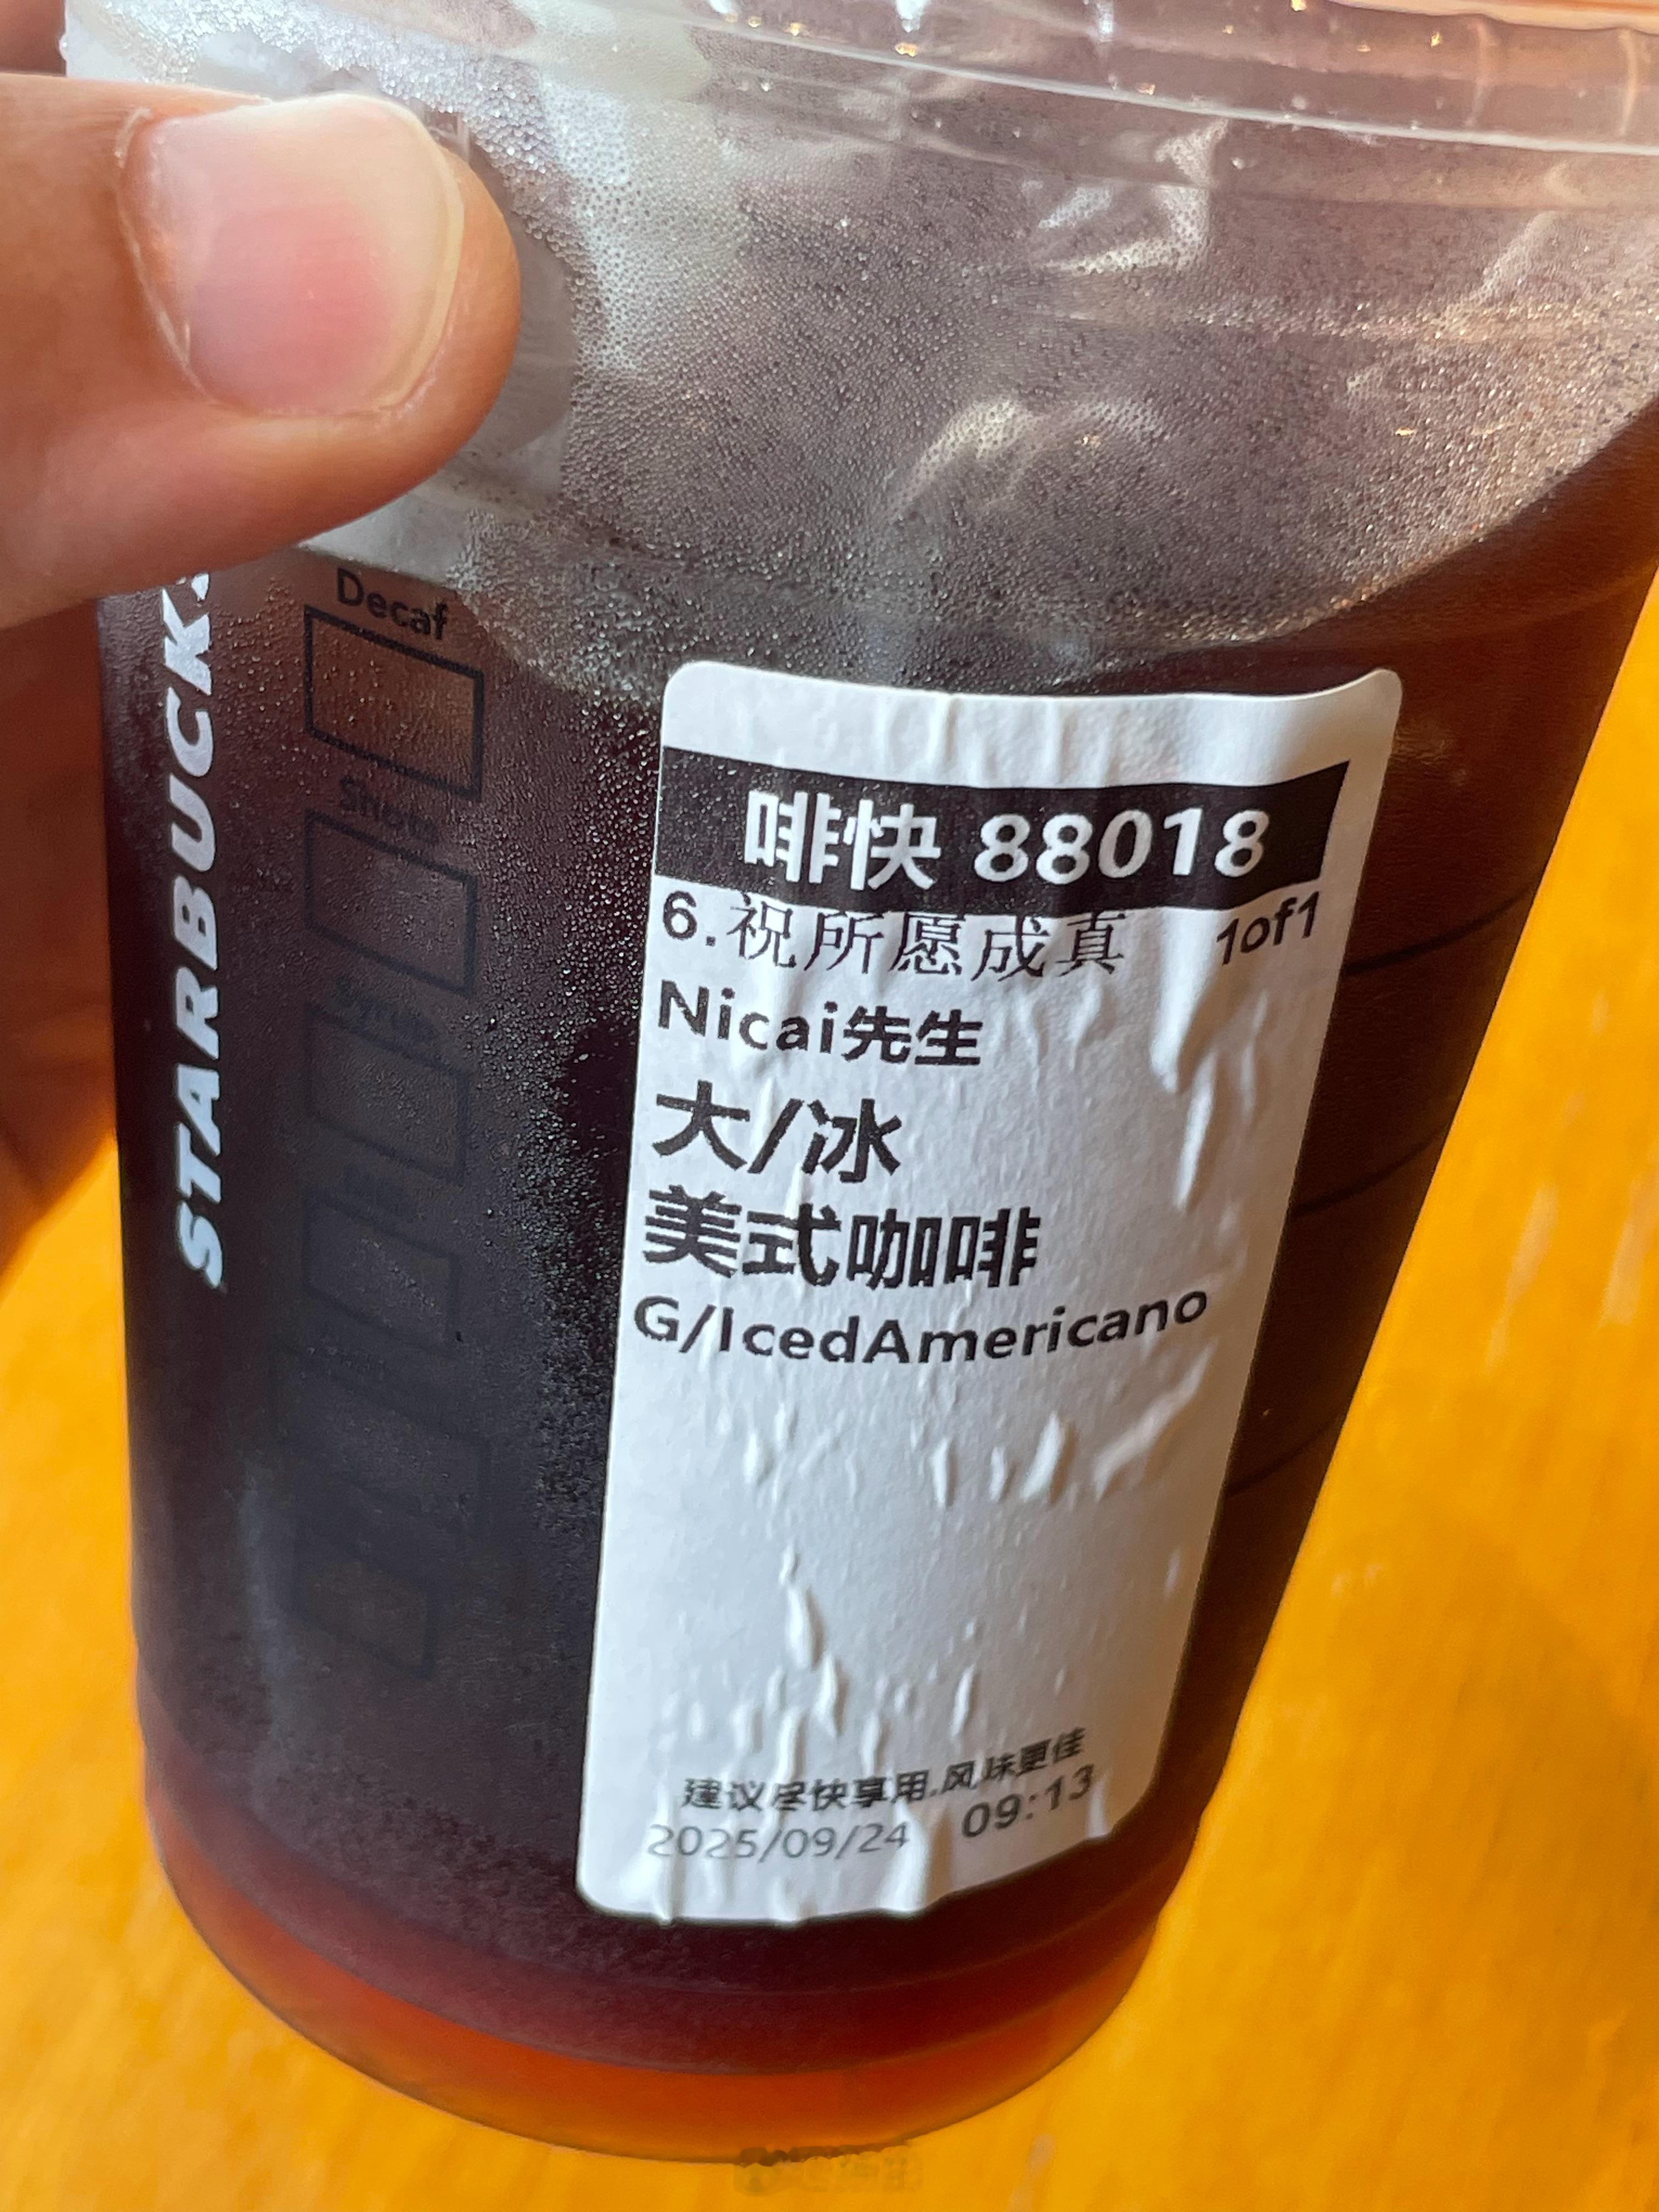 STARBUCKS
Decaf
Shots
Syrup
啡快 88018
6.祝所愿成真 1of1
Nicai先生
大/冰
美式咖啡
G/IcedAmericano
建议尽快享用.风味更佳
2025/09/24 09:13